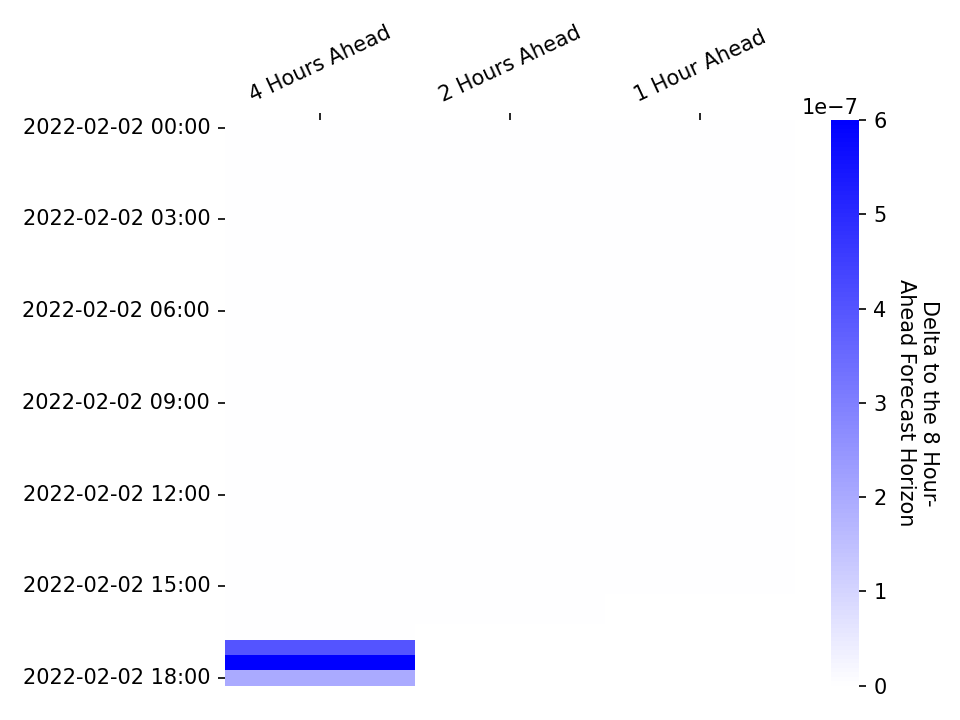 4 Hours Ahead
2 Hours Ahead
1 Hour Ahead
2022-02-02 00:00
2022-02-02 03:00
2022-02-02 06:00
2022-02-02 09:00
2022-02-02 12:00
2022-02-02 15:00
2022-02-02 18:00
1e−7
6
5
4
3
2
1
0
Delta to the 8 Hour-
Ahead Forecast Horizon